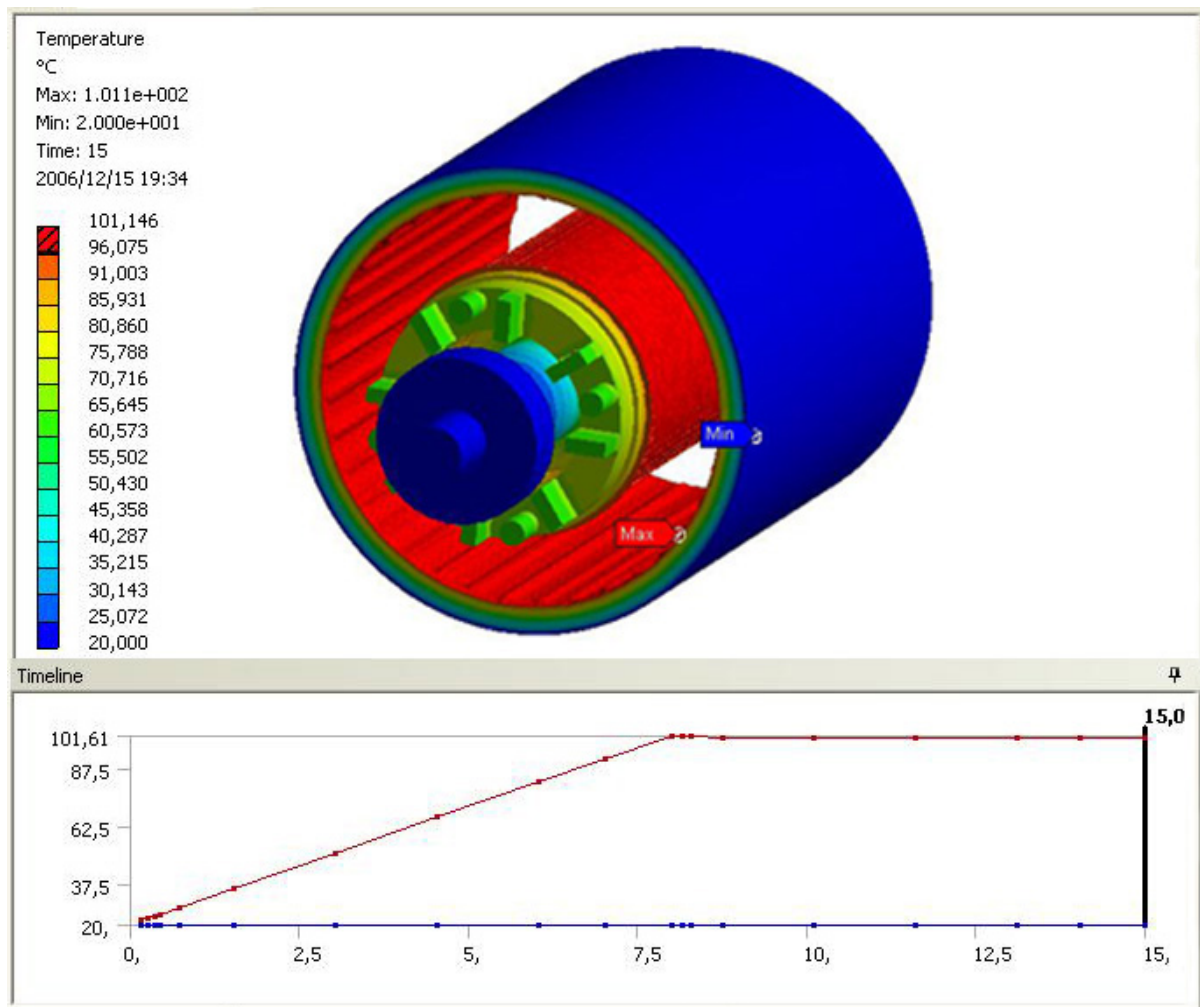 Temperature
°C
Max: 1.011e+002
Min: 2.000e+001
Time: 15
2006/12/15 19:34
101,146
96,075
91,003
85,931
80,860
75,788
70,716
65,645
60,573
55,502
50,430
45,358
40,287
35,215
30,143
25,072
20,000
Min
Max
Timeline
15,0
101,61
87,5
62,5
37,5
20,
0, 2,5 5, 7,5 10, 12,5 15,